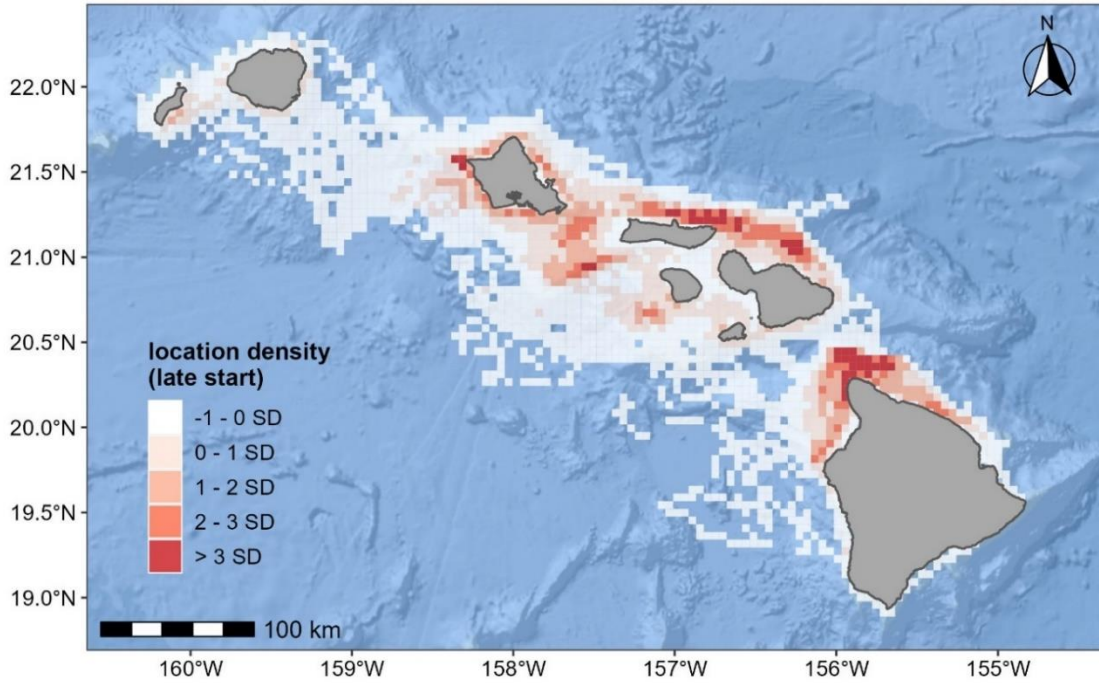 N
22.0°N
21.5°N
21.0°N
20.5°N
20.0°N
19.5°N
19.0°N
location density
(late start)
-1 - 0 SD
0 - 1 SD
1 - 2 SD
2 - 3 SD
> 3 SD
100 km
160°W
159°W
158°W
157°W
156°W
155°W